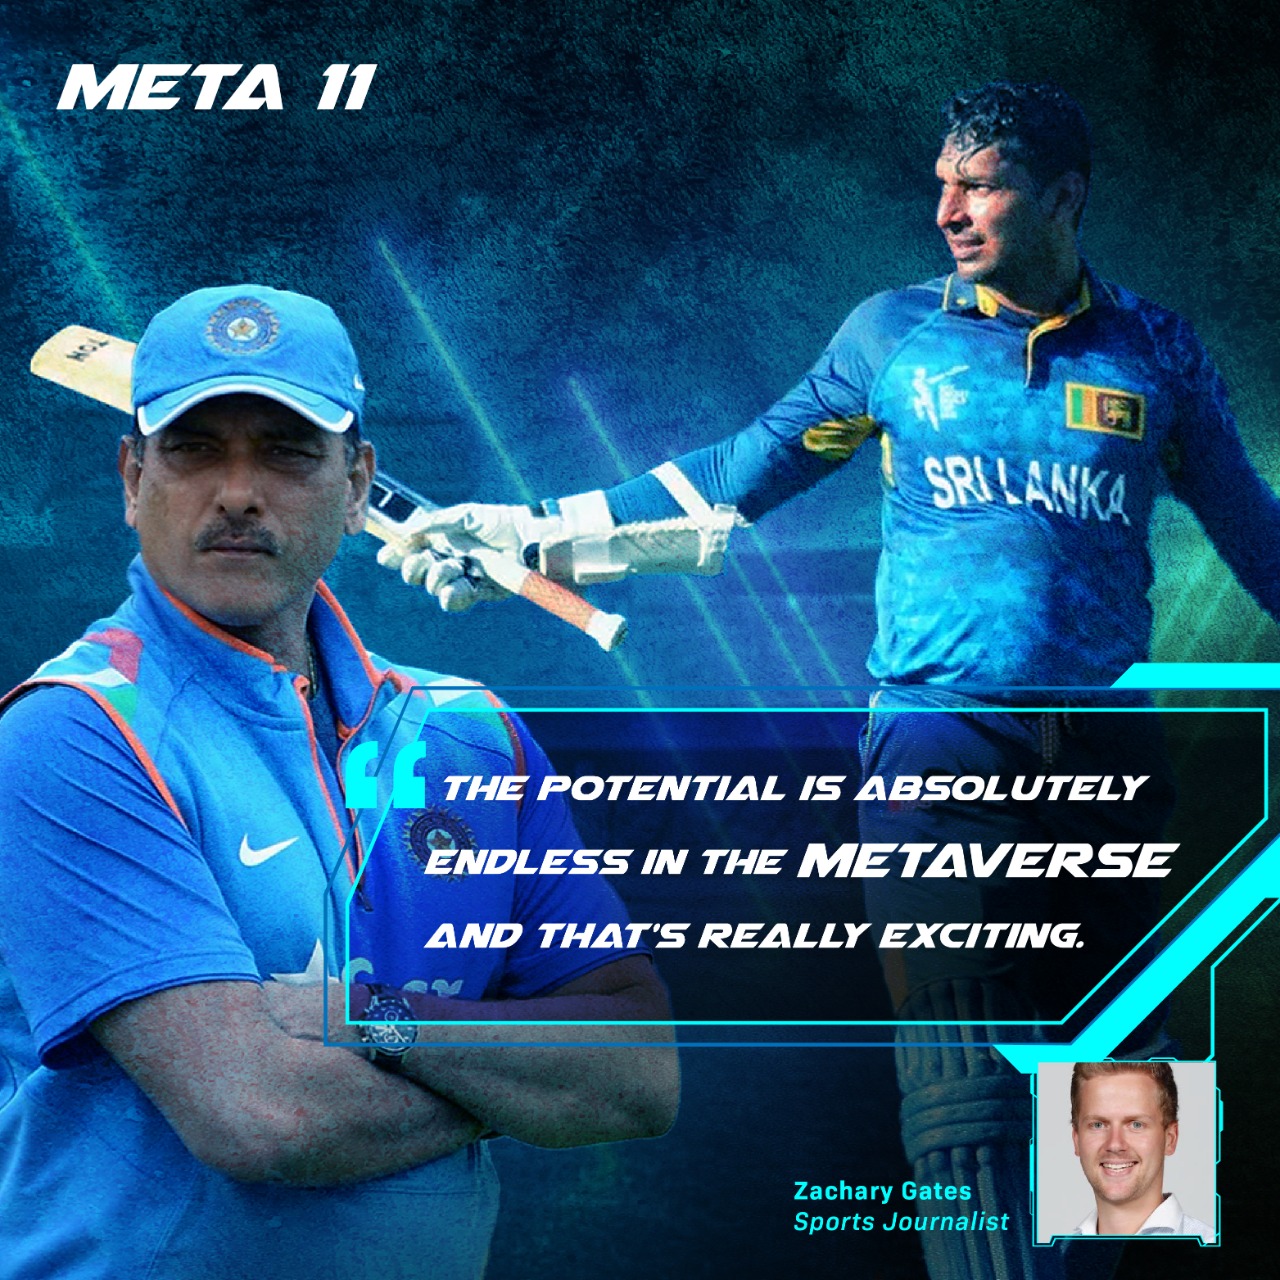 META 11
TON
SRI LANKA
“ THE POTENTIAL IS ABSOLUTELY
ENDLESS IN THE METAVERSE
AND THAT'S REALLY EXCITING.
Zachary Gates
Sports Journalist